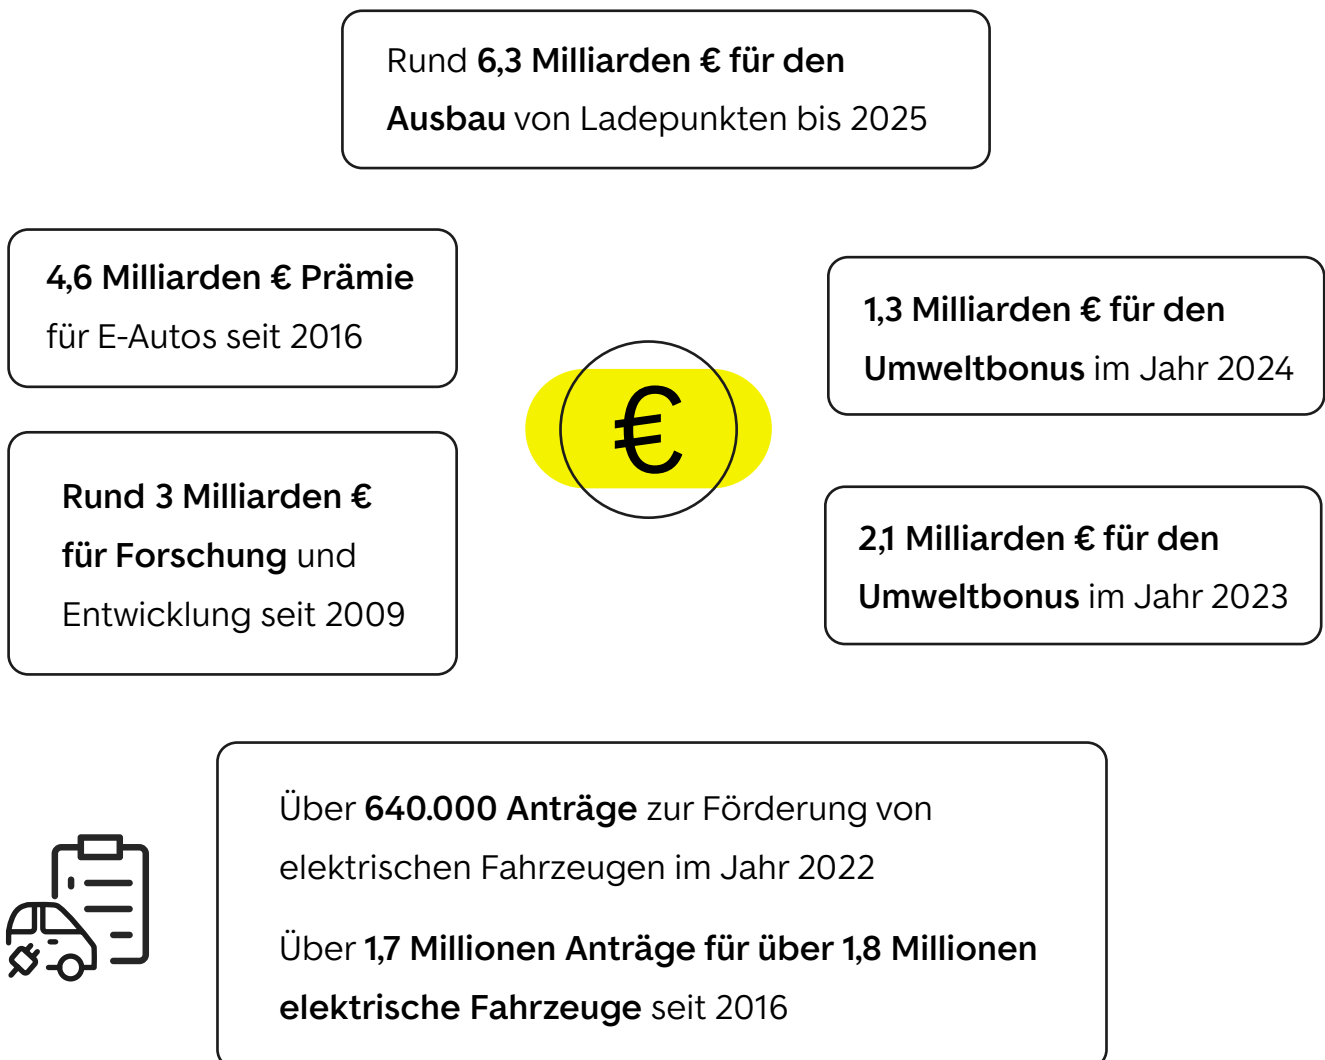 Rund 6,3 Milliarden € für den
Ausbau von Ladepunkten bis 2025
4,6 Milliarden € Prämie
für E-Autos seit 2016
Rund 3 Milliarden €
für Forschung und
Entwicklung seit 2009
€
1,3 Milliarden € für den
Umweltbonus im Jahr 2024
2,1 Milliarden € für den
Umweltbonus im Jahr 2023
Über 640.000 Anträge zur Förderung von
elektrischen Fahrzeugen im Jahr 2022
Über 1,7 Millionen Anträge für über 1,8 Millionen
elektrische Fahrzeuge seit 2016